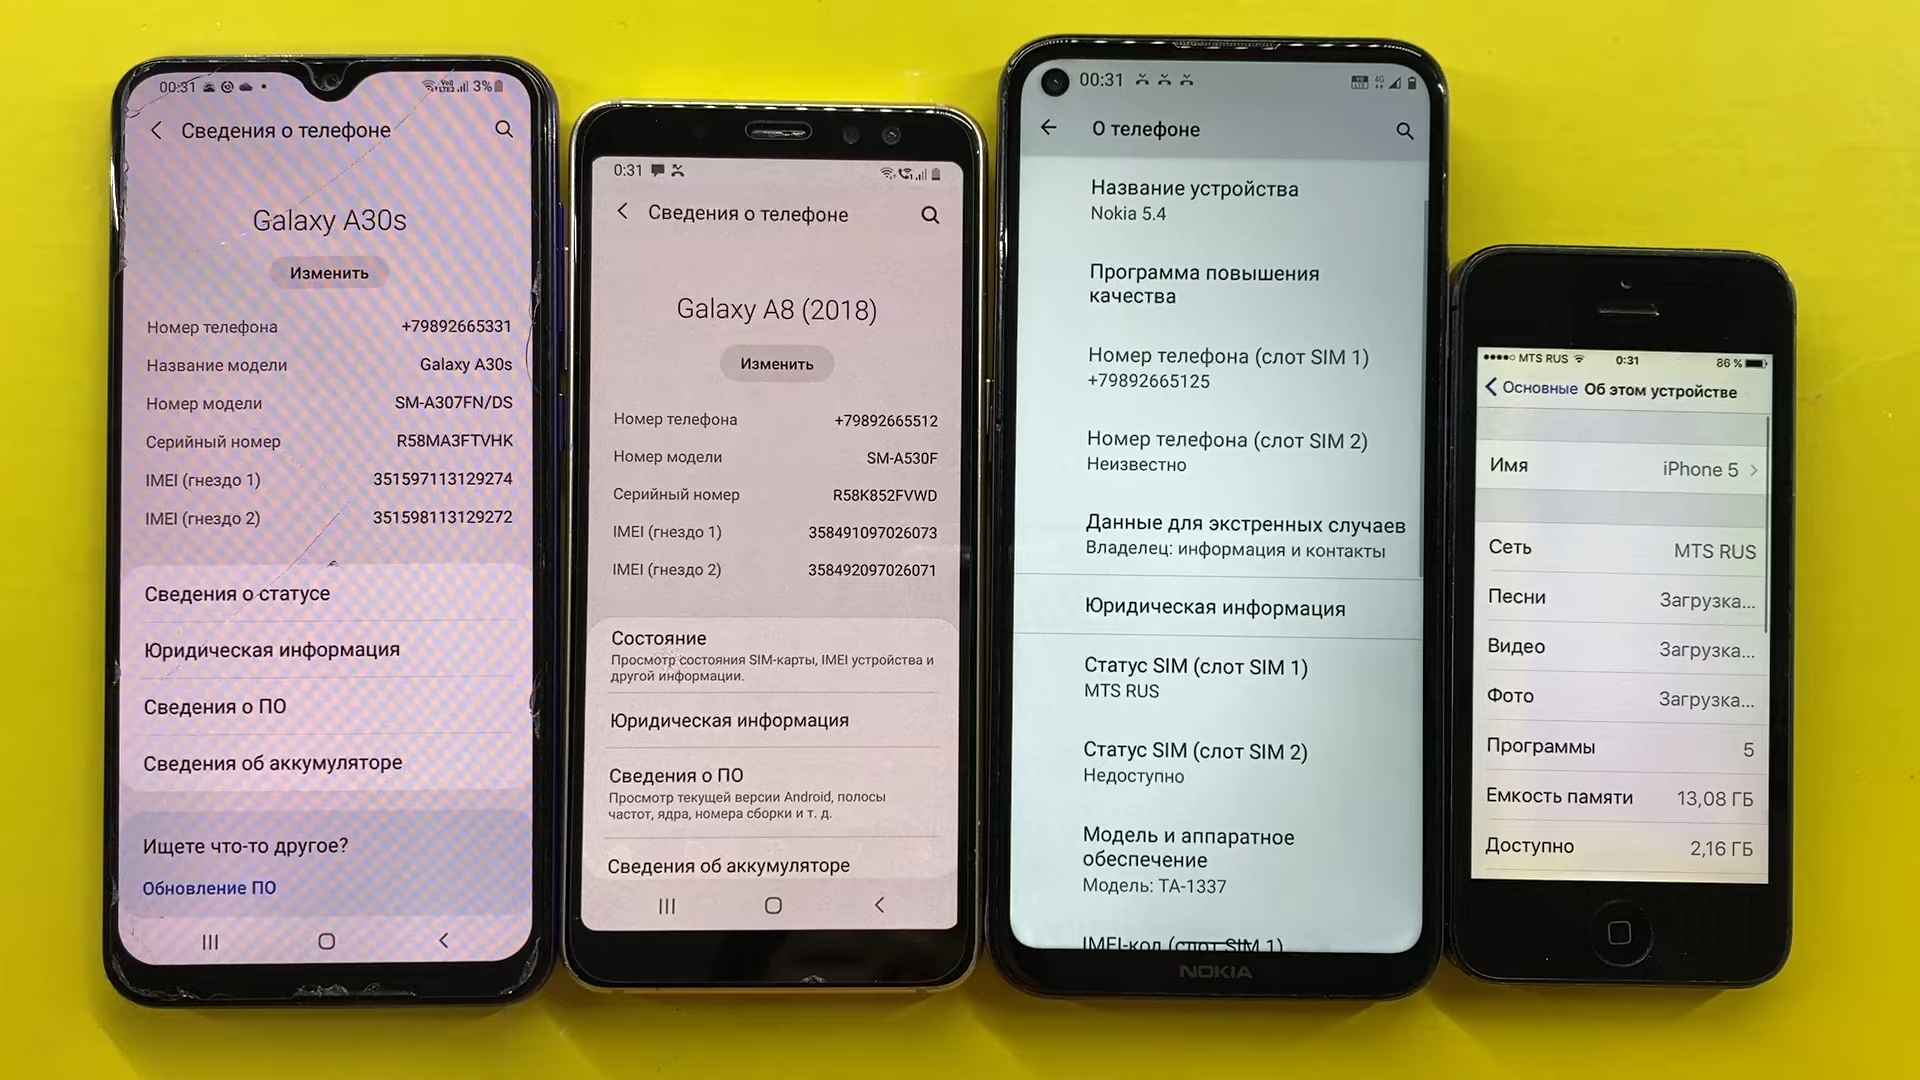 00:31
VoD LTE2 3%
Сведения о телефоне
Galaxy A30s
Изменить
Номер телефона +79892665331
Название модели Galaxy A30s
Номер модели SM-A307FN/DS
Серийный номер R58MA3FTVHK
IMEI (гнездо 1) 351597113129274
IMEI (гнездо 2) 351598113129272
Сведения о статусе
Юридическая информация
Сведения о ПО
Сведения об аккумуляторе
Ищете что-то другое?
Обновление ПО
0:31
Сведения о телефоне
Galaxy A8 (2018)
Изменить
Номер телефона +79892665512
Номер модели SM-A530F
Серийный номер R58K852FVWD
IMEI (гнездо 1) 358491097026073
IMEI (гнездо 2) 358492097026071
Состояние
Просмотр состояния SIM-карты, IMEI устройства и
другой информации.
Юридическая информация
Сведения о ПО
Просмотр текущей версии Android, полосы
частот, ядра, номера сборки и т. д.
Сведения об аккумуляторе
00:31 4G
О телефоне
Название устройства
Nokia 5.4
Программа повышения
качества
Номер телефона (слот SIM 1)
+79892665125
Номер телефона (слот SIM 2)
Неизвестно
Данные для экстренных случаев
Владелец: информация и контакты
Юридическая информация
Статус SIM (слот SIM 1)
MTS RUS
Статус SIM (слот SIM 2)
Недоступно
Модель и аппаратное
обеспечение
Модель: TA-1337
IMEI-код (слот SIM 1)
NOKIA
MTS RUS 0:31 86 %
Основные Об этом устройстве
Имя iPhone 5
Сеть MTS RUS
Песни Загрузка...
Видео Загрузка...
Фото Загрузка...
Программы 5
Емкость памяти 13,08 ГБ
Доступно 2,16 ГБ